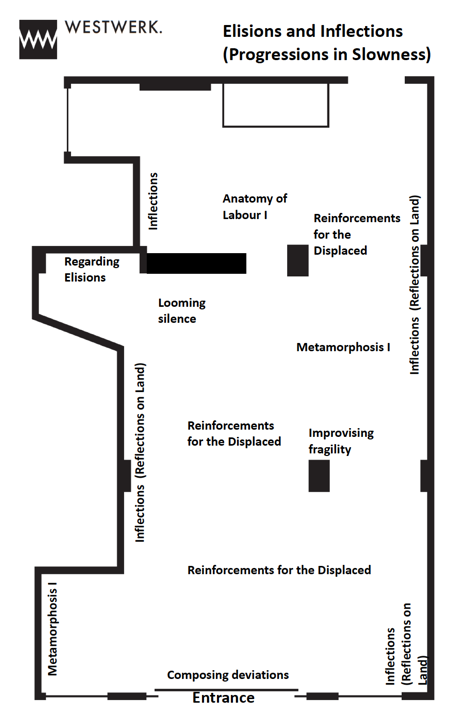 WESTWERK.
Elisions and Inflections
(Progressions in Slowness)
Inflections
Anatomy of
Labour I
Reinforcements
for the
Displaced
Inflections (Reflections on Land)
Regarding
Elisions
Looming
silence
Metamorphosis I
Inflections (Reflections on Land)
Reinforcements
for the Displaced
Improvising
fragility
Reinforcements for the Displaced
Metamorphosis I
Inflections
(Reflections on
Land)
Composing deviations
Entrance